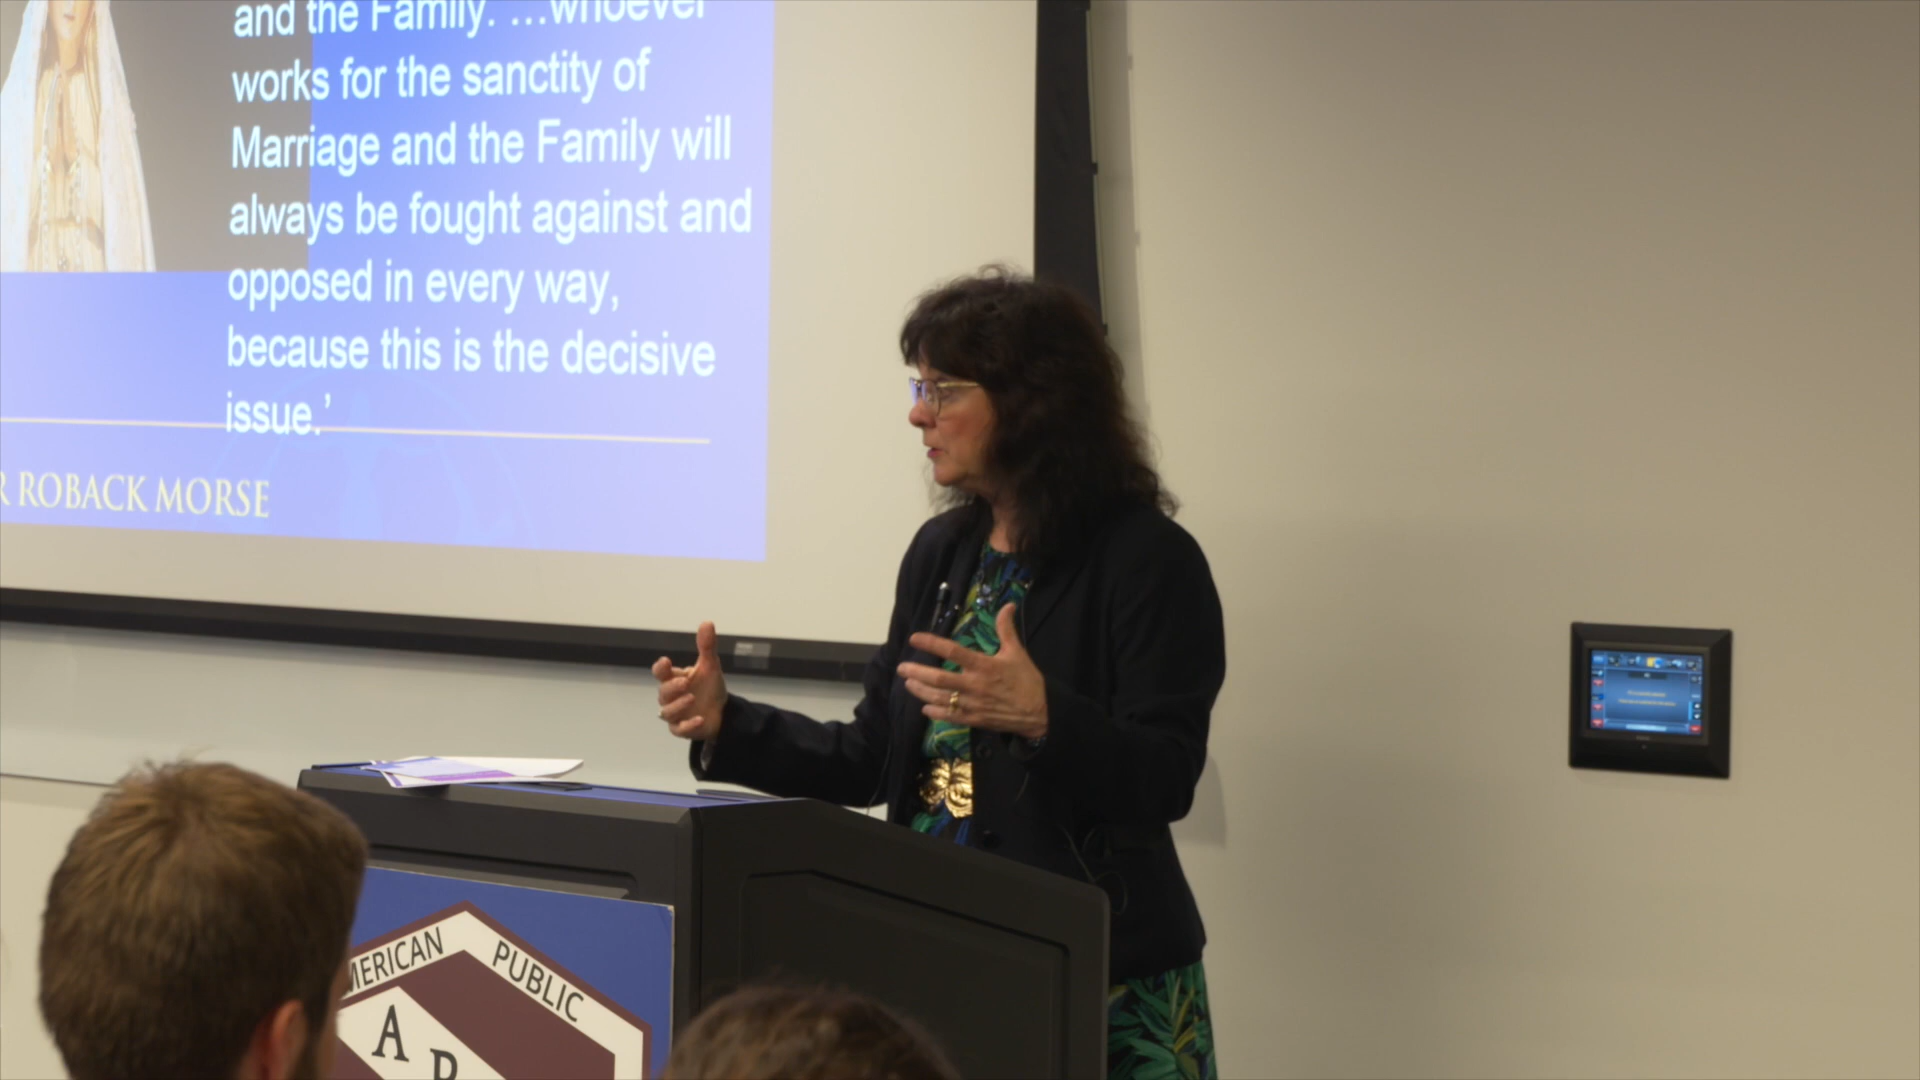 and the Family. ...whoever
works for the sanctity of
Marriage and the Family will
always be fought against and
opposed in every way,
because this is the decisive
issue.’
R ROBACK MORSE
MERICAN PUBLIC
A P